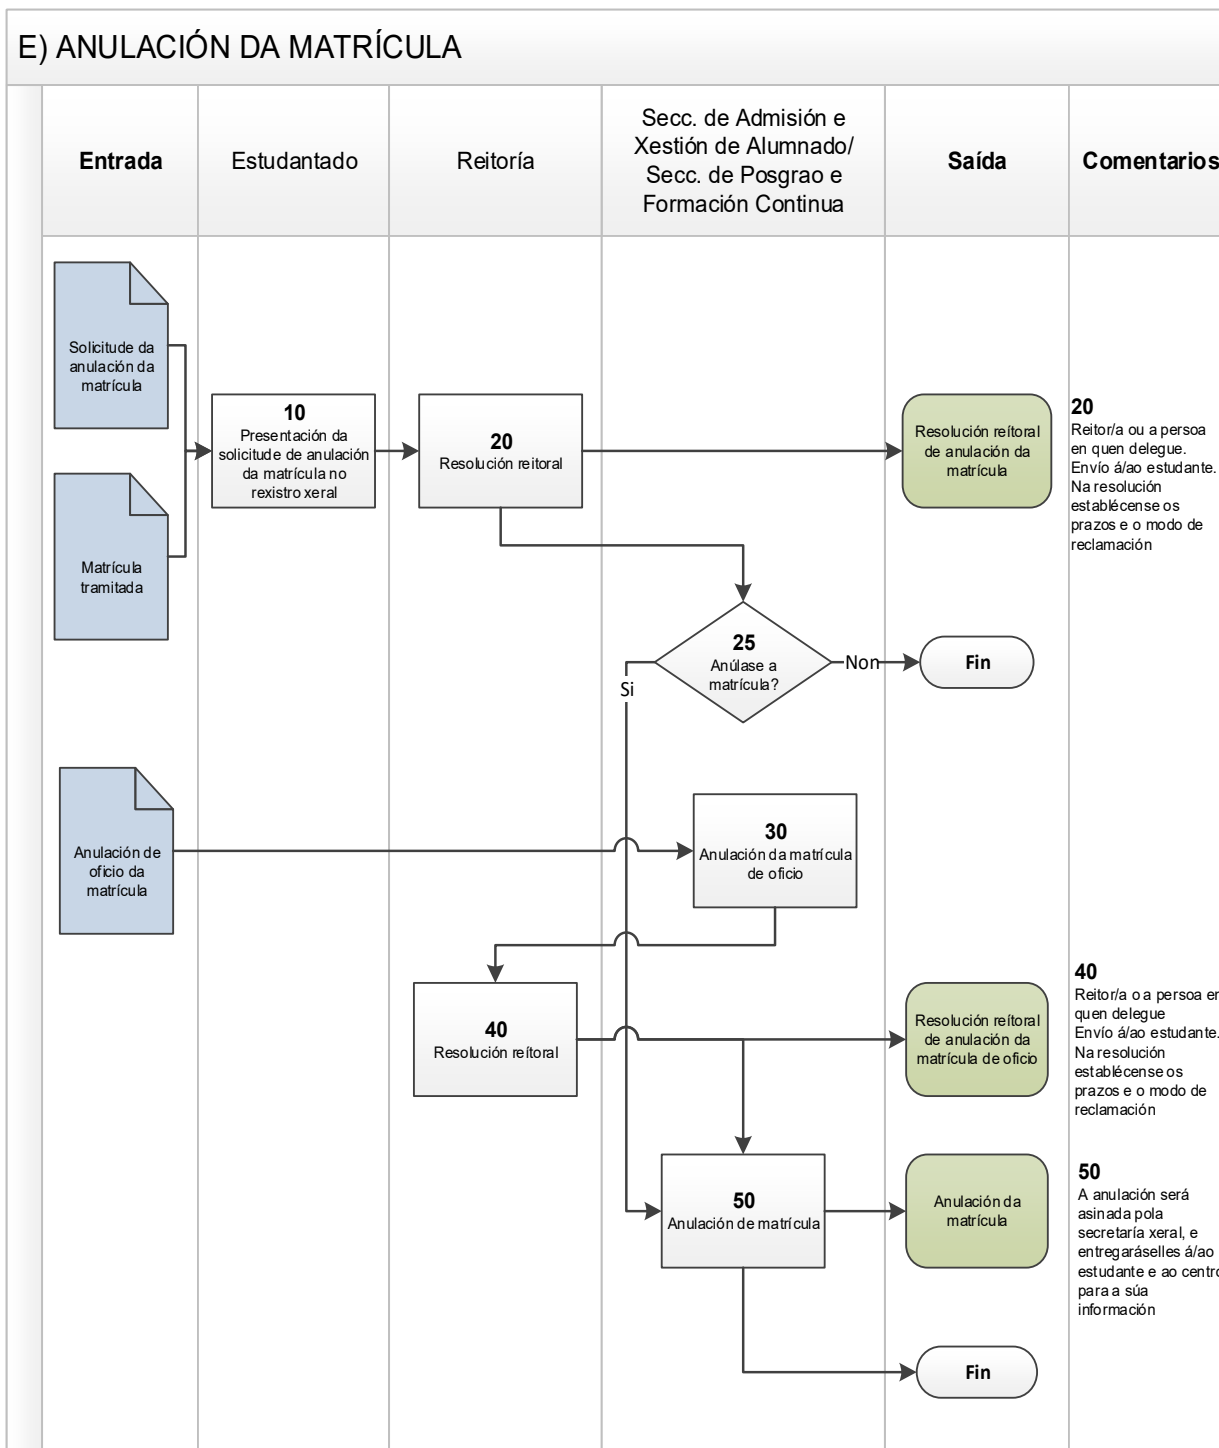 E) ANULACIÓN DA MATRÍCULA
Entrada
Estudantado
Reitoría
Secc. de Admisión e
Xestión de Alumnado/
Secc. de Posgrao e
Formación Continua
Saída
Comentarios
Solicitude da
anulación da
matrícula
Matrícula
tramitada
10
Presentación da
solicitude de anulación
da matrícula no
rexistro xeral
20
Resolución reitoral
Resolución reítoral
de anulación da
matrícula
20
Reitor/a ou a persoa
en quen delegue.
Envío á/ao estudante.
Na resolución
establécense os
prazos e o modo de
reclamación
25
Anúlase a
matrícula?
Non
Fin
Si
Anulación de
oficio da
matrícula
30
Anulación da matrícula
de oficio
40
Resolución reítoral
Resolución reítoral
de anulación da
matrícula de oficio
40
Reitor/a o a persoa en
quen delegue
Envío á/ao estudante.
Na resolución
establécense os
prazos e o modo de
reclamación
50
Anulación de matrícula
Anulación da
matrícula
50
A anulación será
asinada pola
secretaría xeral, e
entregaráselles á/ao
estudante e ao centro
para a súa
información
Fin